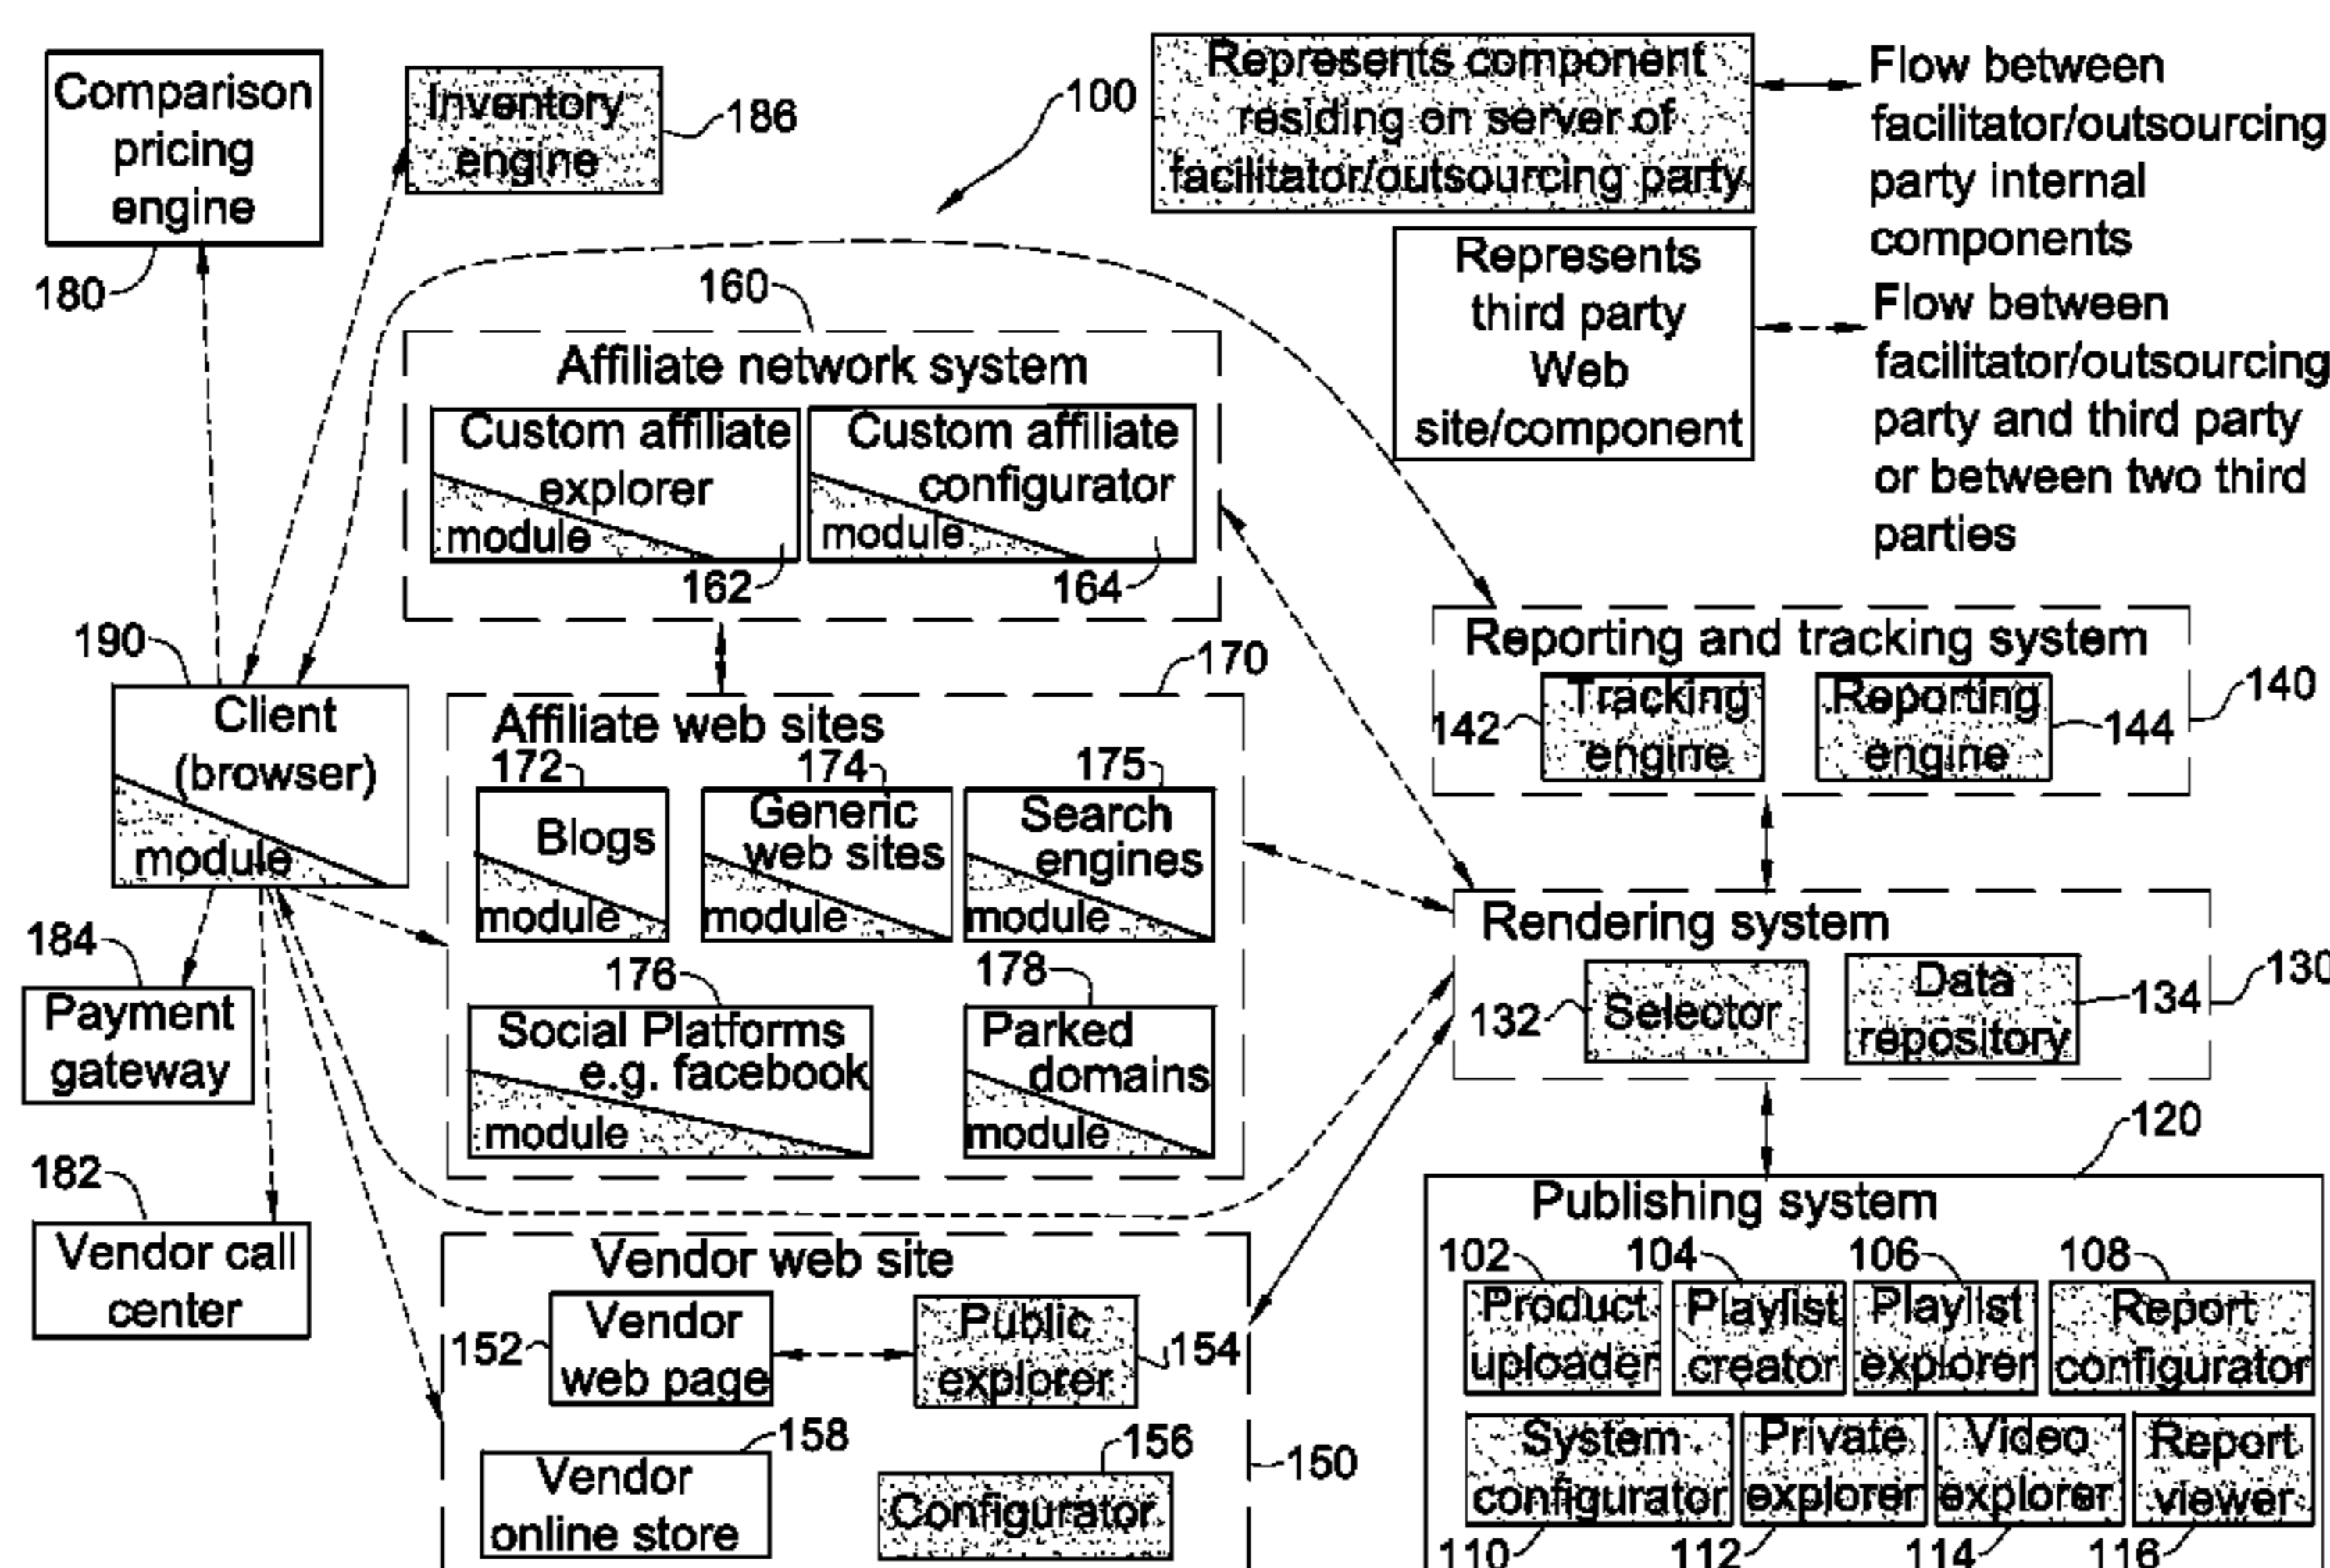 Comparison
pricing
engine
180
Inventory
engine
186
100
Represents component
residing on server of
facilitator/outsourcing party
Flow between
facilitator/outsourcing
party internal
components
Represents
third party
Web
site/component
Flow between
facilitator/outsourcing
party and third party
or between two third
parties
160
Affiliate network system
Custom affiliate
explorer
module
162
Custom affiliate
configurator
module
164
190
Client
(browser)
module
170
Affiliate web sites
172
Blogs
module
174
Generic
web sites
module
175
Search
engines
module
176
Social Platforms
e.g. facebook
module
178
Parked
domains
module
Reporting and tracking system
140
142
Tracking
engine
Reporting
engine
144
Rendering system
130
132
Selector
Data
repository
134
184
Payment
gateway
182
Vendor call
center
Vendor web site
152
Vendor
web page
Public
explorer
154
158
Vendor
online store
156
Configurator
150
120
Publishing system
102
Product
uploader
104
Playlist
creator
106
Playlist
explorer
108
Report
configurator
System
configurator
110
Private
explorer
112
Video
explorer
114
Report
viewer
116